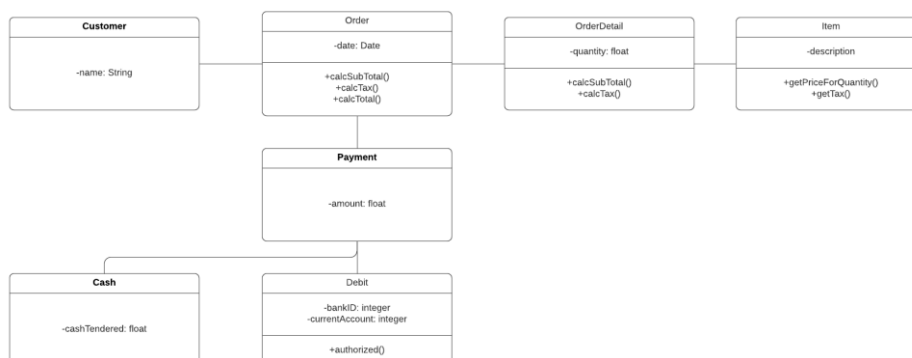 Customer
-name: String
Order
-date: Date
+calcSubTotal()
+calcTax()
+calcTotal()
OrderDetail
-quantity: float
+calcSubTotal()
+calcTax()
Item
-description
+getPriceForQuantity()
+getTax()
Payment
-amount: float
Cash
-cashTendered: float
Debit
-bankID: integer
-currentAccount: integer
+authorized()